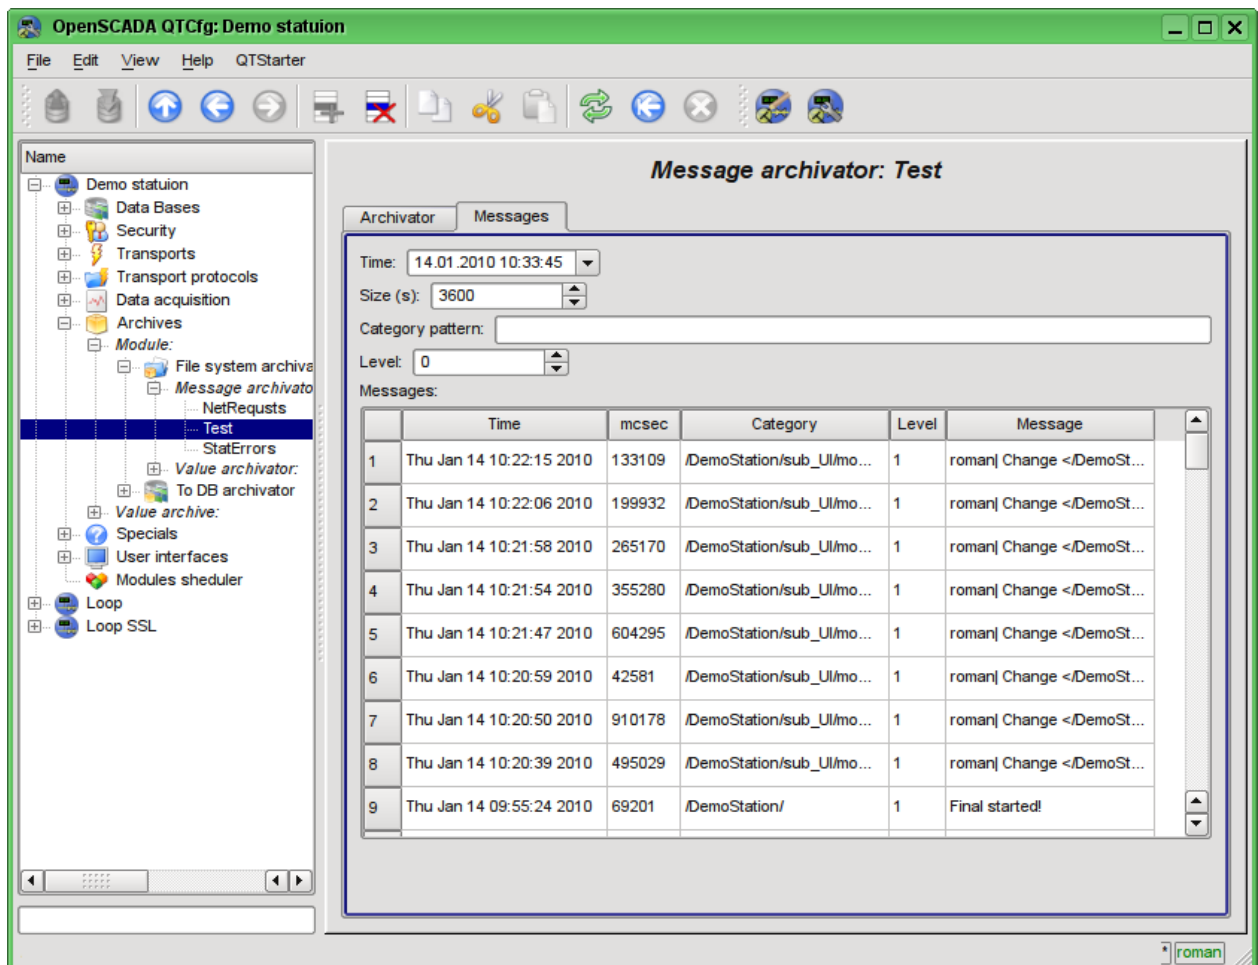 OpenSCADA QTCfg: Demo statuion
File Edit View Help QTStarter
Name
Demo statuion
Data Bases
Security
Transports
Transport protocols
Data acquisition
Archives
Module:
File system archiva
Message archivato
NetRequsts
Test
StatErrors
Value archivator:
To DB archivator
Value archive:
Specials
User interfaces
Modules sheduler
Loop
Loop SSL
Message archivator: Test
Archivator Messages
Time: 14.01.2010 10:33:45
Size (s): 3600
Category pattern:
Level: 0
Messages:
Time mcsec Category Level Message
1 Thu Jan 14 10:22:15 2010 133109 /DemoStation/sub_UI/mo... 1 roman| Change </DemoSt...
2 Thu Jan 14 10:22:06 2010 199932 /DemoStation/sub_UI/mo... 1 roman| Change </DemoSt...
3 Thu Jan 14 10:21:58 2010 265170 /DemoStation/sub_UI/mo... 1 roman| Change </DemoSt...
4 Thu Jan 14 10:21:54 2010 355280 /DemoStation/sub_UI/mo... 1 roman| Change </DemoSt...
5 Thu Jan 14 10:21:47 2010 604295 /DemoStation/sub_UI/mo... 1 roman| Change </DemoSt...
6 Thu Jan 14 10:20:59 2010 42581 /DemoStation/sub_UI/mo... 1 roman| Change </DemoSt...
7 Thu Jan 14 10:20:50 2010 910178 /DemoStation/sub_UI/mo... 1 roman| Change </DemoSt...
8 Thu Jan 14 10:20:39 2010 495029 /DemoStation/sub_UI/mo... 1 roman| Change </DemoSt...
9 Thu Jan 14 09:55:24 2010 69201 /DemoStation/ 1 Final started!
* roman